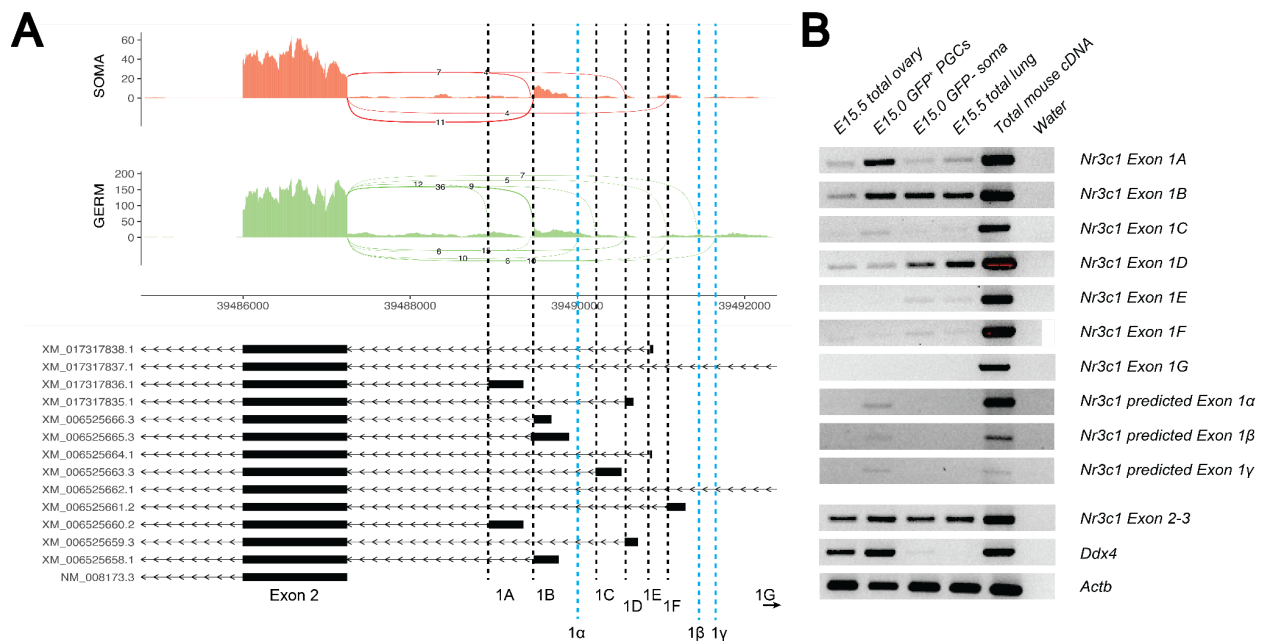 A
SOMA
60
40
20
0
7
4
4
11
GERM
200
150
100
50
0
7
5
12
36
9
8
15
10
6
10
39486000 39488000 39490000 39492000
XM_017317838.1
XM_017317837.1
XM_017317836.1
XM_017317835.1
XM_006525666.3
XM_006525665.3
XM_006525664.1
XM_006525663.3
XM_006525662.1
XM_006525661.2
XM_006525660.2
XM_006525659.3
XM_006525658.1
NM_008173.3
Exon 2
1A 1B 1C 1D 1E 1F 1G
1α 1β 1γ
B
E15.5 total ovary
E15.0 GFP⁺ PGCs
E15.0 GFP- soma
E15.5 total lung
Total mouse cDNA
Water
Nr3c1 Exon 1A
Nr3c1 Exon 1B
Nr3c1 Exon 1C
Nr3c1 Exon 1D
Nr3c1 Exon 1E
Nr3c1 Exon 1F
Nr3c1 Exon 1G
Nr3c1 predicted Exon 1α
Nr3c1 predicted Exon 1β
Nr3c1 predicted Exon 1γ
Nr3c1 Exon 2-3
Ddx4
Actb